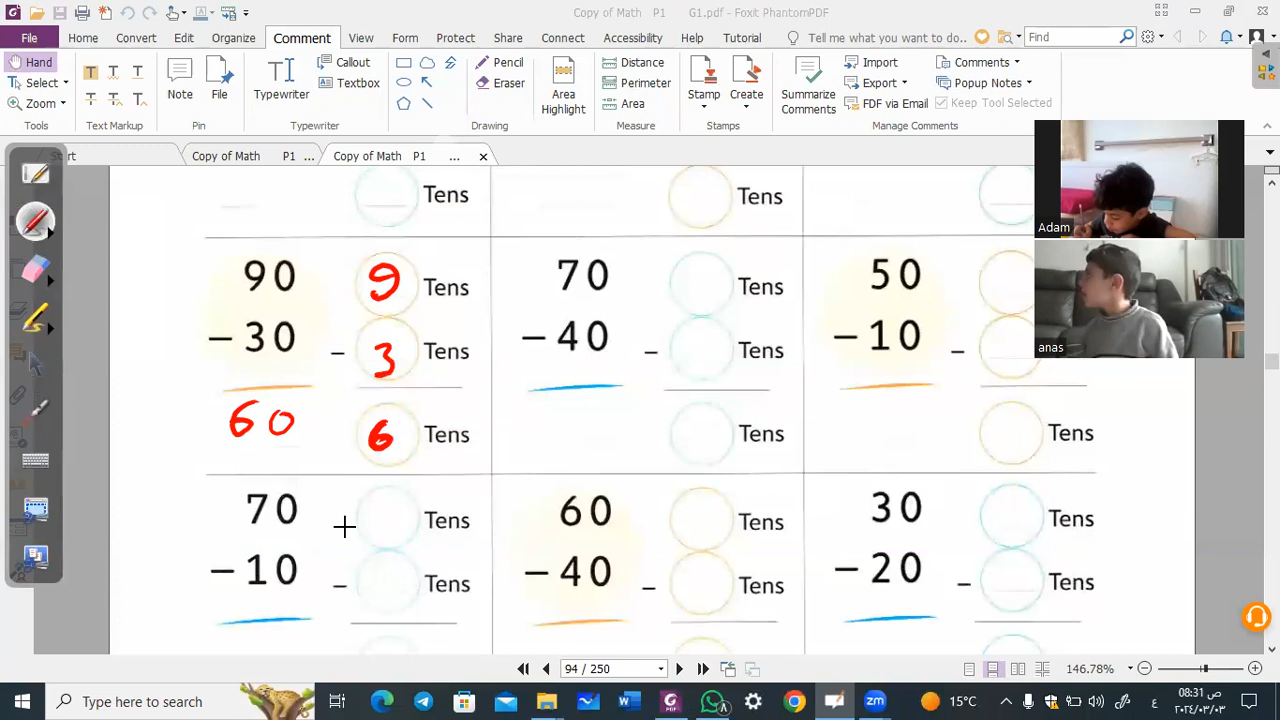 Copy of Math P1 G1.pdf - Foxit PhantomPDF
File Home Convert Edit Organize Comment View Form Protect Share Connect Accessibility Help Tutorial Tell me what you want to do.. Find
Hand Select Zoom Tools
Text Markup
Note File Pin
Typewriter Callout Textbox Typewriter
Pencil Eraser Area Highlight Drawing
Distance Perimeter Area Measure
Stamp Create Stamps
Summarize Comments Import Export FDF via Email Comments Popup Notes Keep Tool Selected Manage Comments
Copy of Math P1 ... Copy of Math P1 ...
Tens Tens
90 9 Tens 70 Tens 50
- 30 - 3 Tens - 40 - Tens - 10 -
60 6 Tens Tens Tens
70 Tens 60 Tens 30 Tens
- 10 - Tens - 40 - Tens - 20 - Tens
Adam
anas
94 / 250 146.78%
Type here to search 15°C ع 08:31 ص
٢٠٢٤/٠٣/٠٣